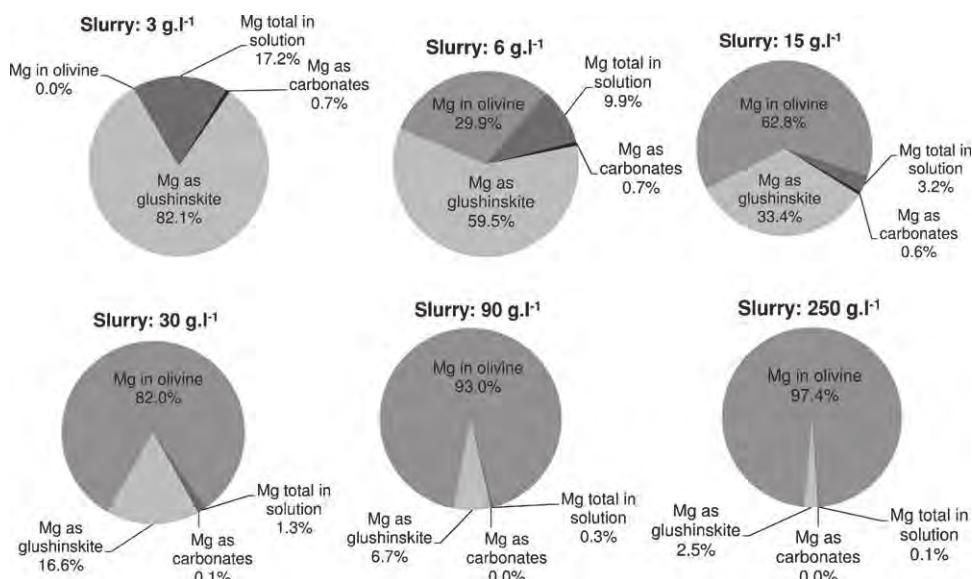 Slurry: 3 g.l-1
Mg total in
solution
17.2%
Mg in olivine
0.0%
Mg as
carbonates
0.7%
Mg as
glushinskite
82.1%
Slurry: 6 g.l-1
Mg total in
solution
9.9%
Mg in olivine
29.9%
Mg as
carbonates
0.7%
Mg as
glushinskite
59.5%
Slurry: 15 g.l-1
Mg in olivine
62.8%
Mg total in
solution
3.2%
Mg as
glushinskite
33.4%
Mg as
carbonates
0.6%
Slurry: 30 g.l-1
Mg in olivine
82.0%
Mg total in
solution
1.3%
Mg as
glushinskite
16.6%
Mg as
carbonates
0.1%
Slurry: 90 g.l-1
Mg in olivine
93.0%
Mg total in
solution
0.3%
Mg as
glushinskite
6.7%
Mg as
carbonates
0.0%
Slurry: 250 g.l-1
Mg in olivine
97.4%
Mg as
glushinskite
2.5%
Mg as
carbonates
0.0%
Mg total in
solution
0.1%